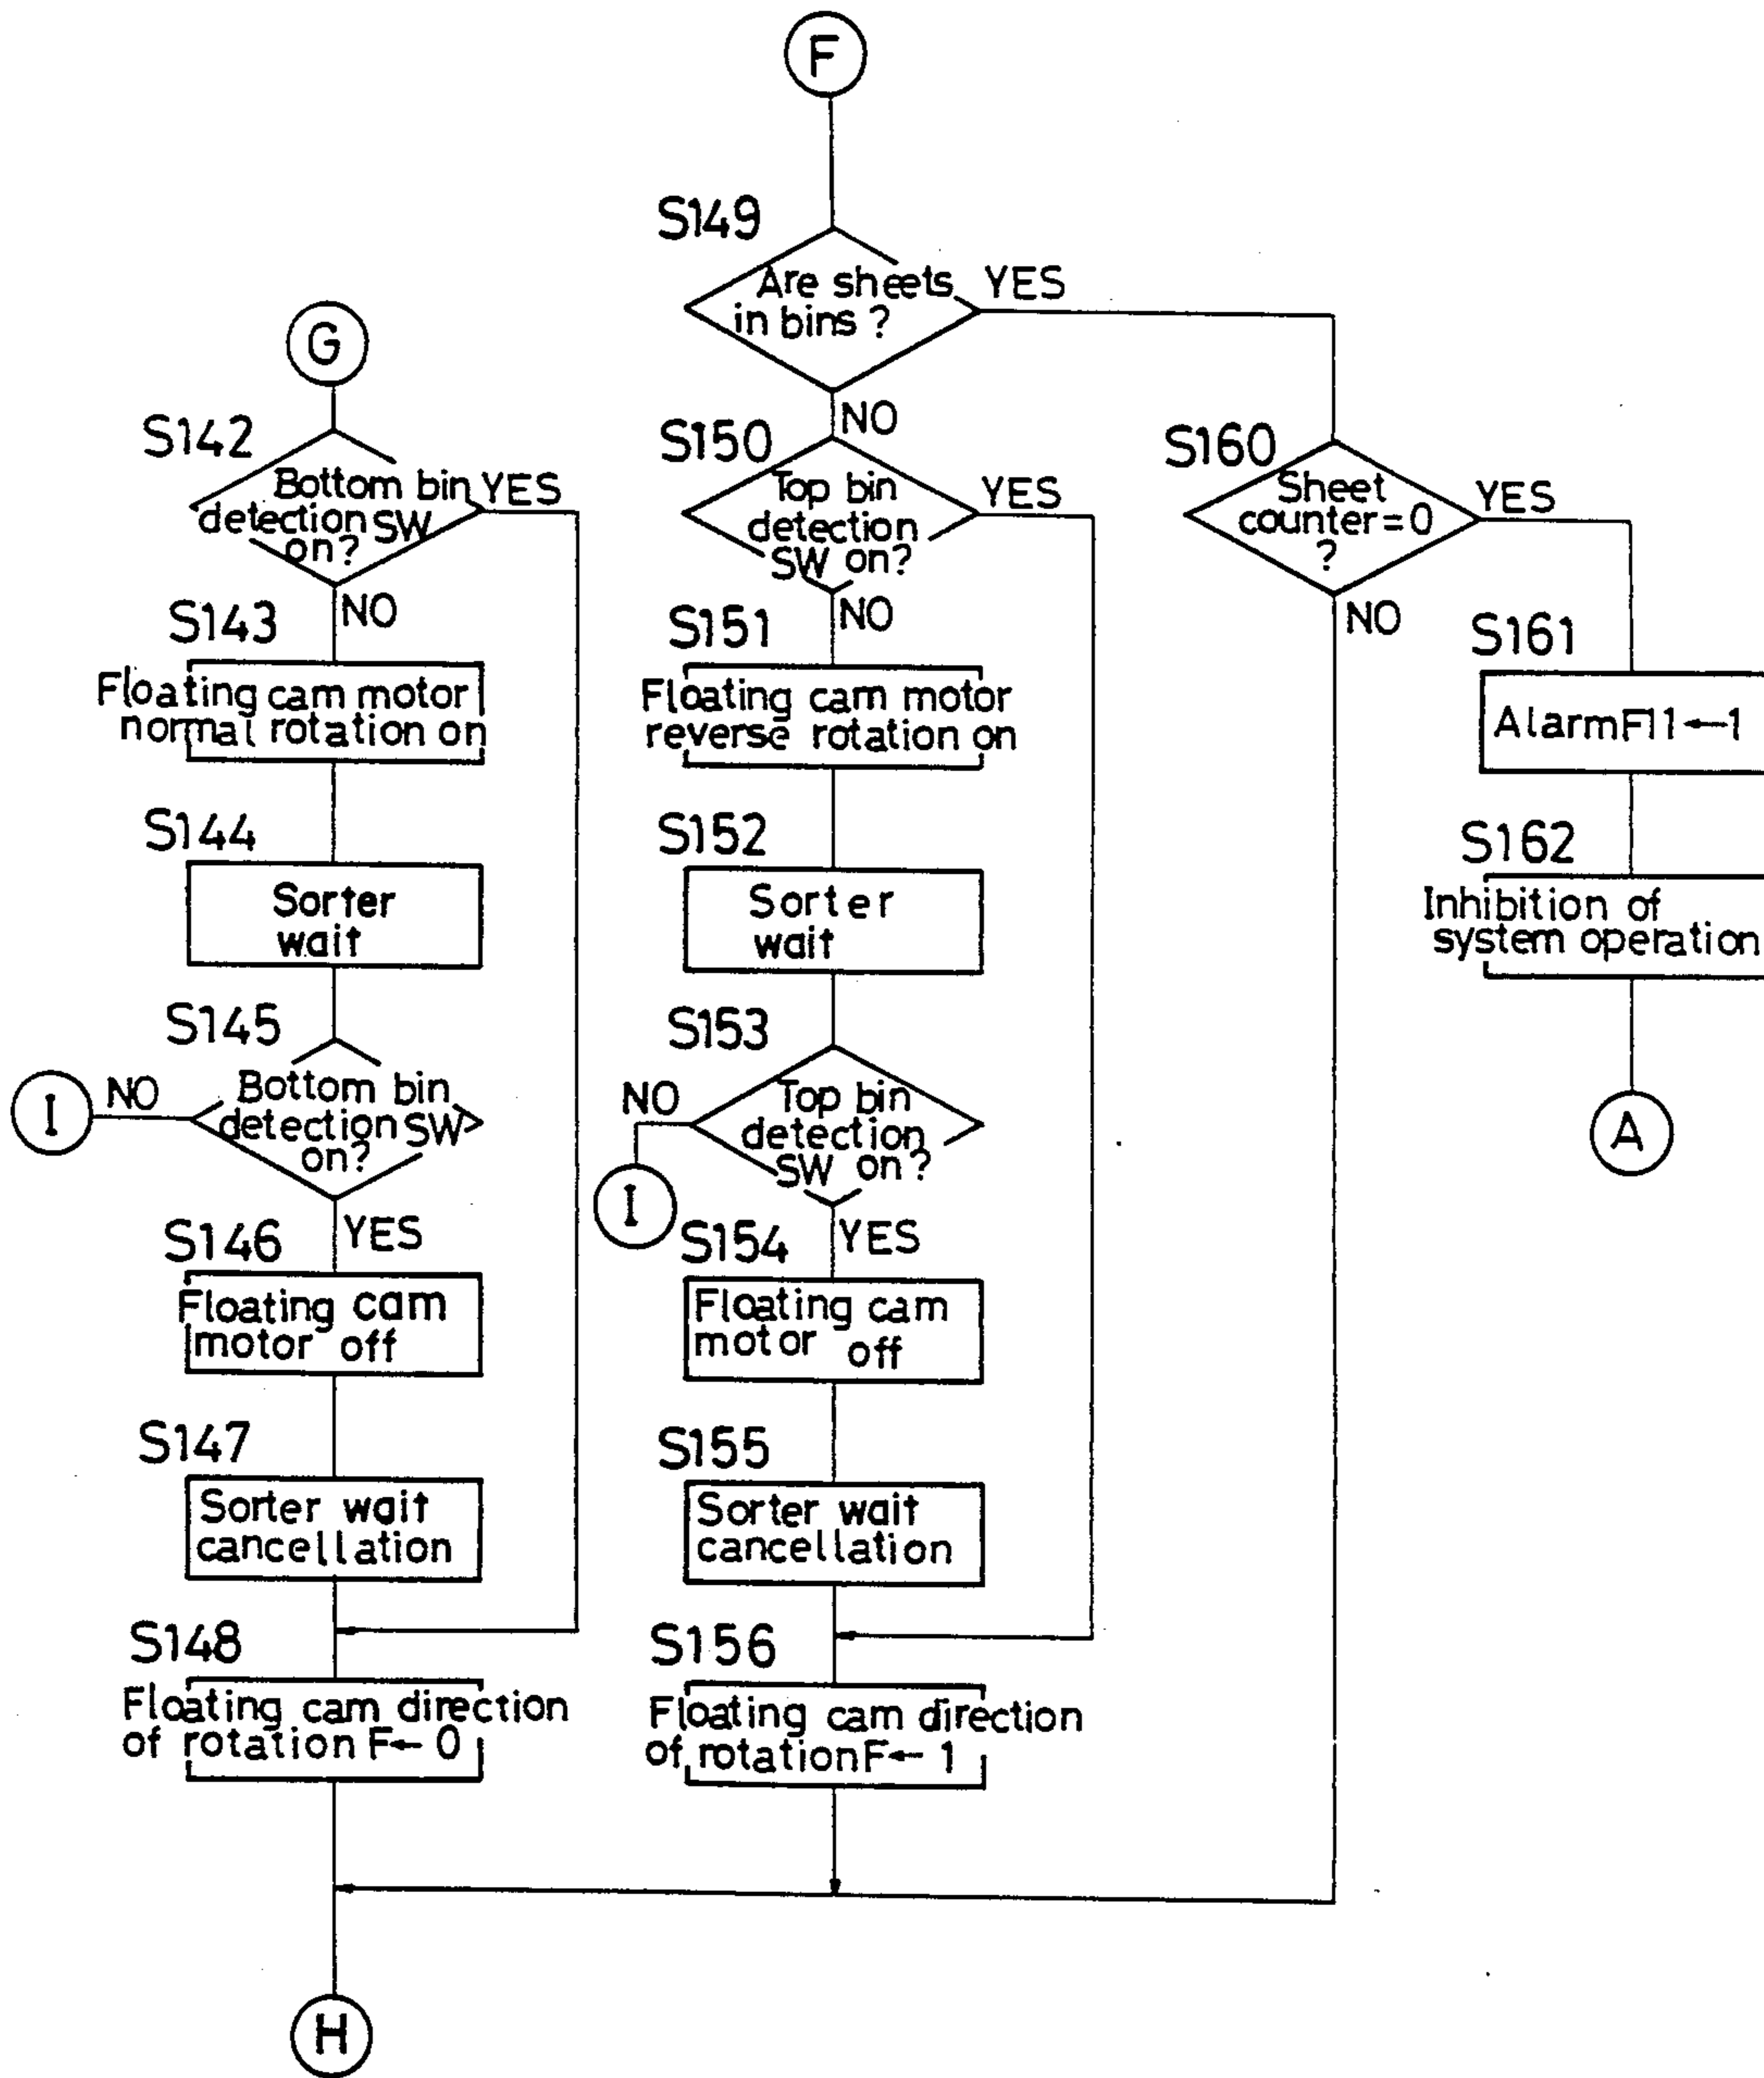 F
S149
Are sheets
in bins ?
YES
NO
G
S142
Bottom bin
detection SW
on?
YES
NO
S143
Floating cam motor
normal rotation on
S144
Sorter
wait
S145
Bottom bin
detection SW
on?
NO
I
YES
S146
Floating cam
motor off
S147
Sorter wait
cancellation
S148
Floating cam direction
of rotation F← 0
H
S150
Top bin
detection
SW on?
YES
NO
S151
Floating cam motor
reverse rotation on
S152
Sorter
wait
S153
Top bin
detection
SW on?
NO
I
YES
S154
Floating cam
motor off
S155
Sorter wait
cancellation
S156
Floating cam direction
of rotation F← 1
S160
Sheet
counter=0
?
YES
NO
S161
Alarm F11←1
S162
Inhibition of
system operation
A